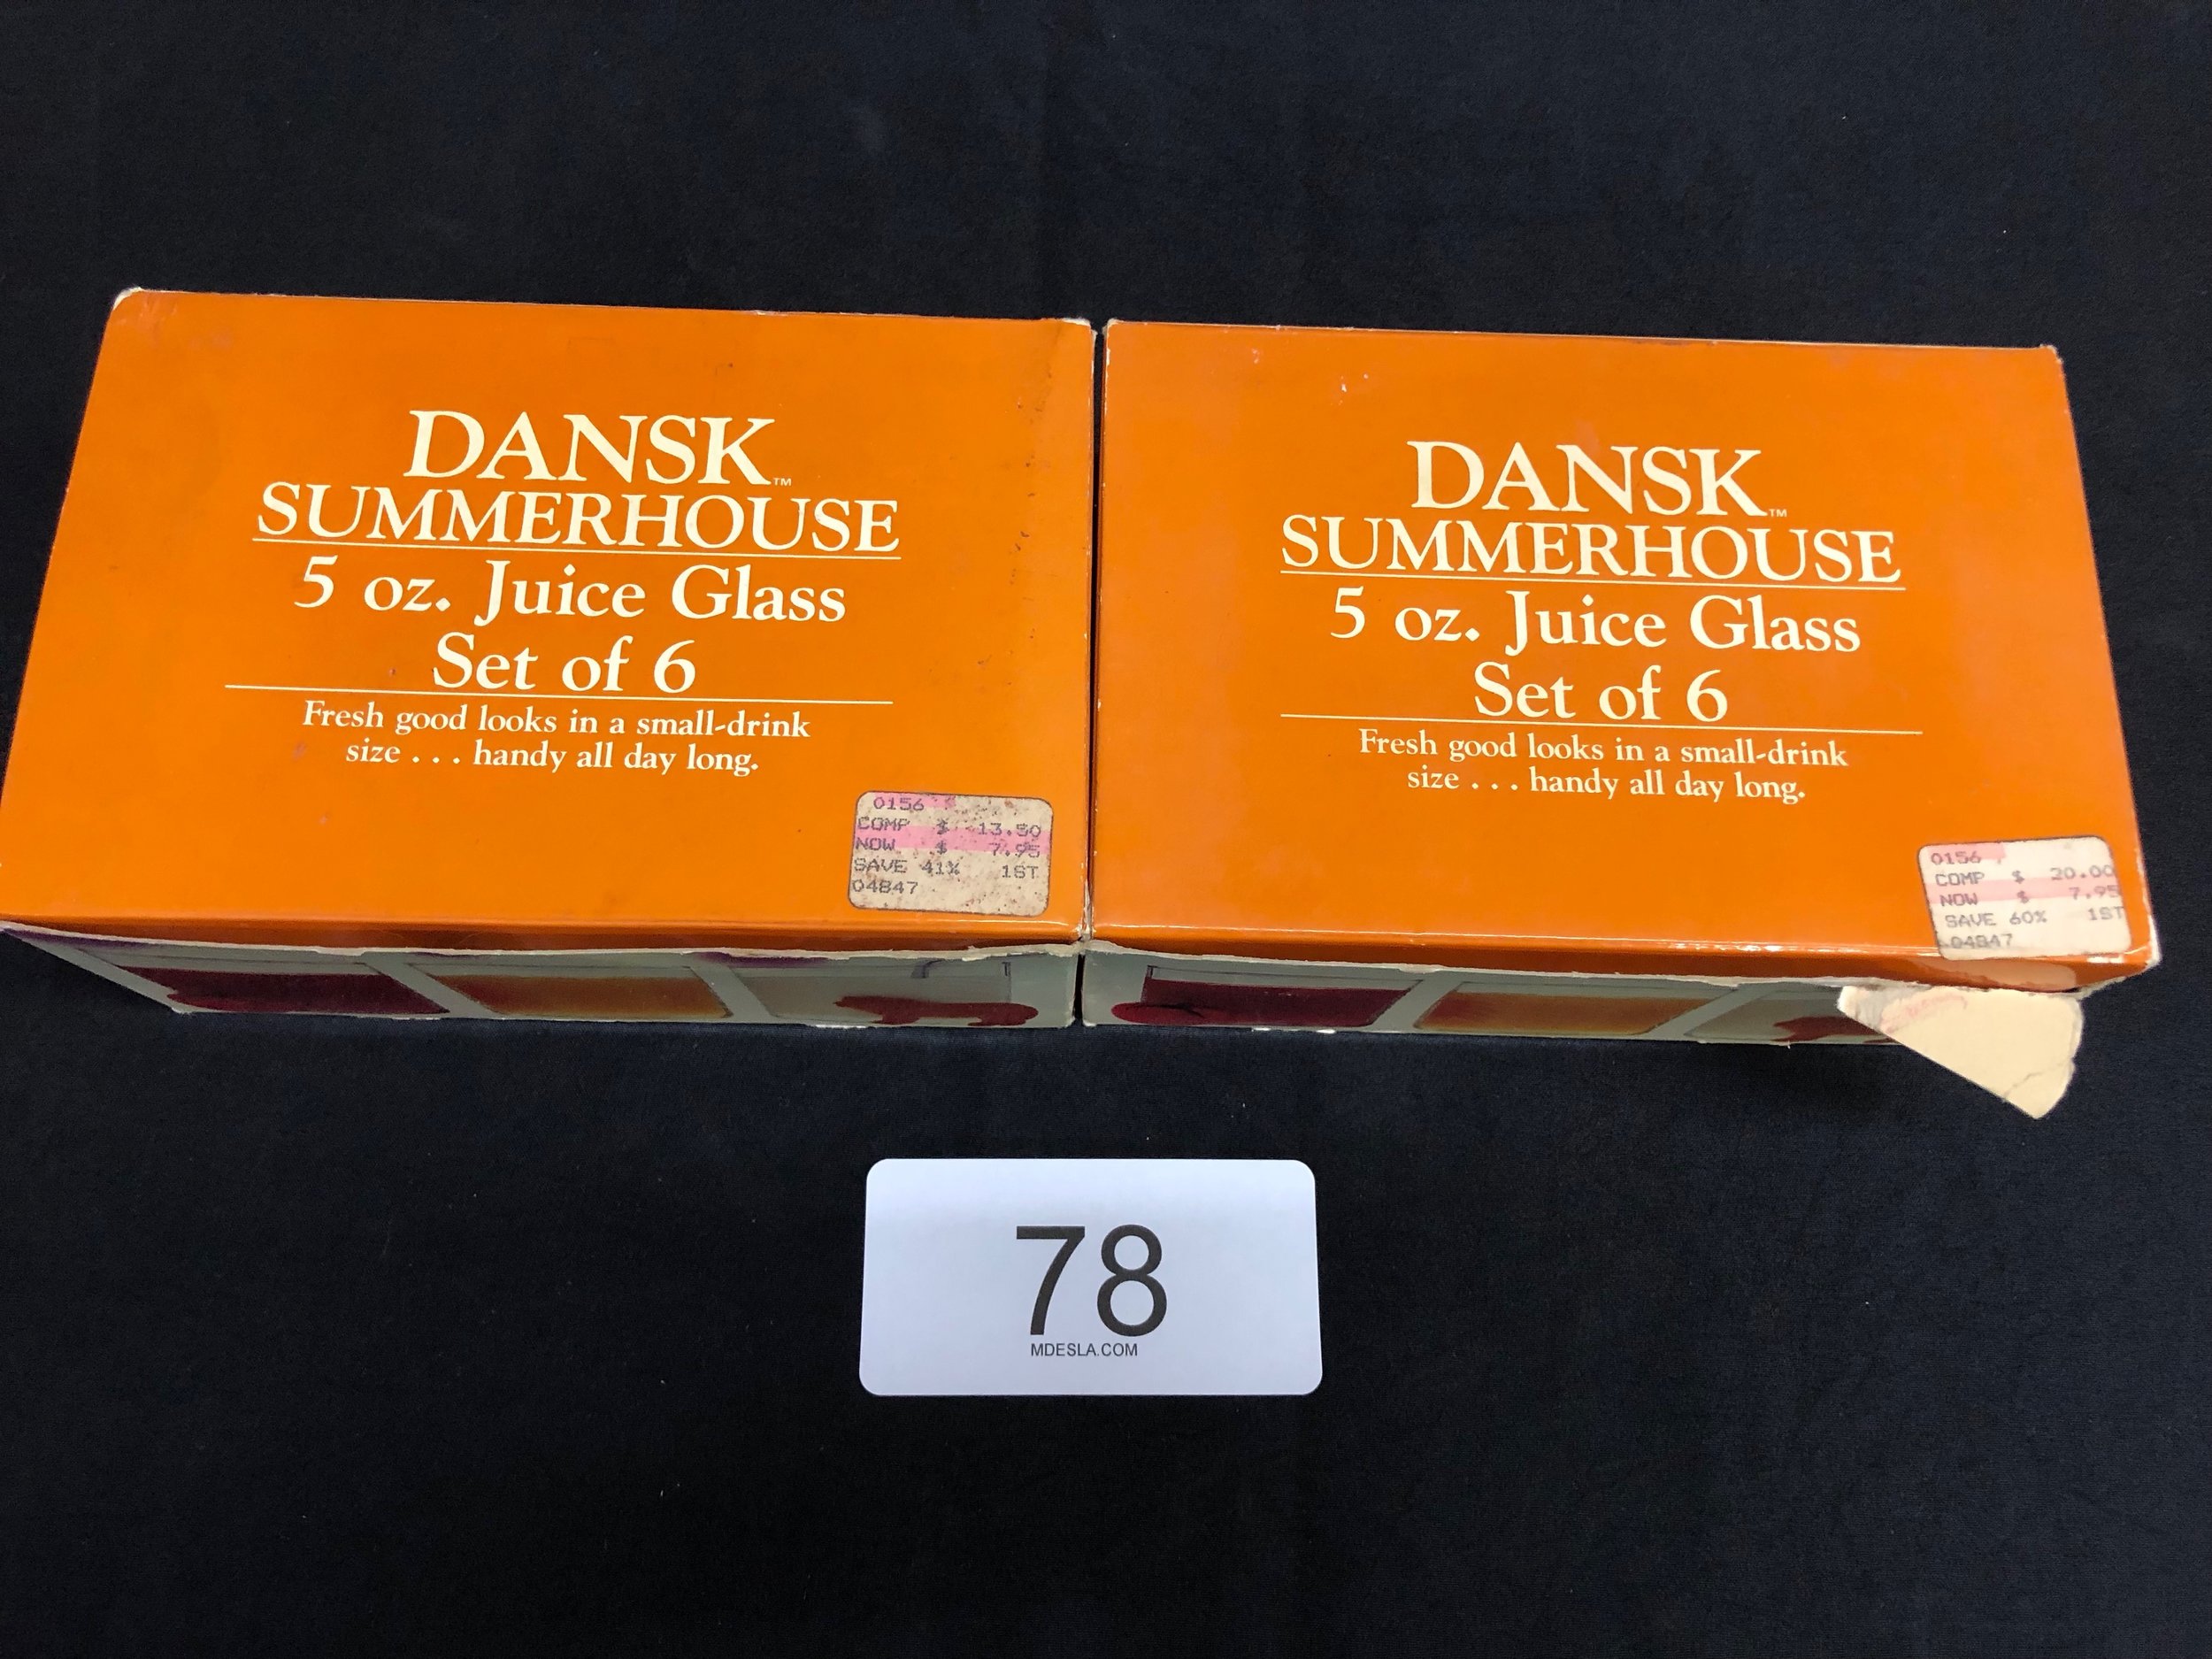 DANSK™
SUMMERHOUSE
5 oz. Juice Glass
Set of 6
Fresh good looks in a small-drink
size . . . handy all day long.
0156
COMP $ 13.50
NOW $ 7.95
SAVE 41% 1ST
04847
DANSK™
SUMMERHOUSE
5 oz. Juice Glass
Set of 6
Fresh good looks in a small-drink
size . . . handy all day long.
0156
COMP $ 20.00
NOW $ 7.95
SAVE 60% 1ST
04847
78
MDESLA.COM